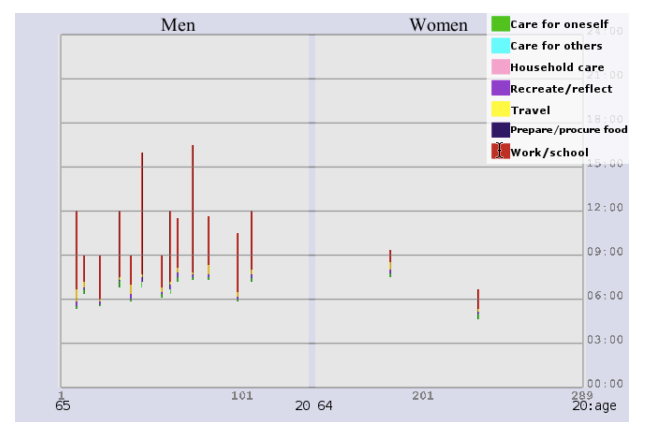 Men
Women
Care for oneself
Care for others
Household care
Recreate/reflect
Travel
Prepare/procure food
Work/school
24:00
21:00
18:00
15:00
12:00
09:00
06:00
03:00
00:00
1
101
201
289
65
20
64
20:age